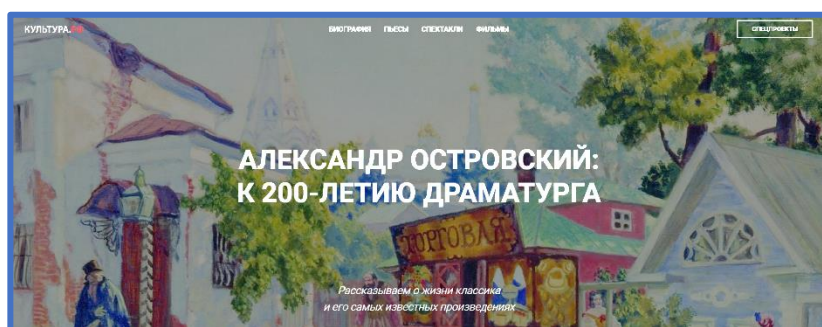 КУЛЬТУРА.РФ
БИОГРАФИЯ ПЬЕСЫ СПЕКТАКЛИ ФИЛЬМЫ
СПЕЦПРОЕКТЫ
АЛЕКСАНДР ОСТРОВСКИЙ:
К 200-ЛЕТИЮ ДРАМАТУРГА
ТОРГОВЛЯ
Рассказываем о жизни классика
и его самых известных произведениях